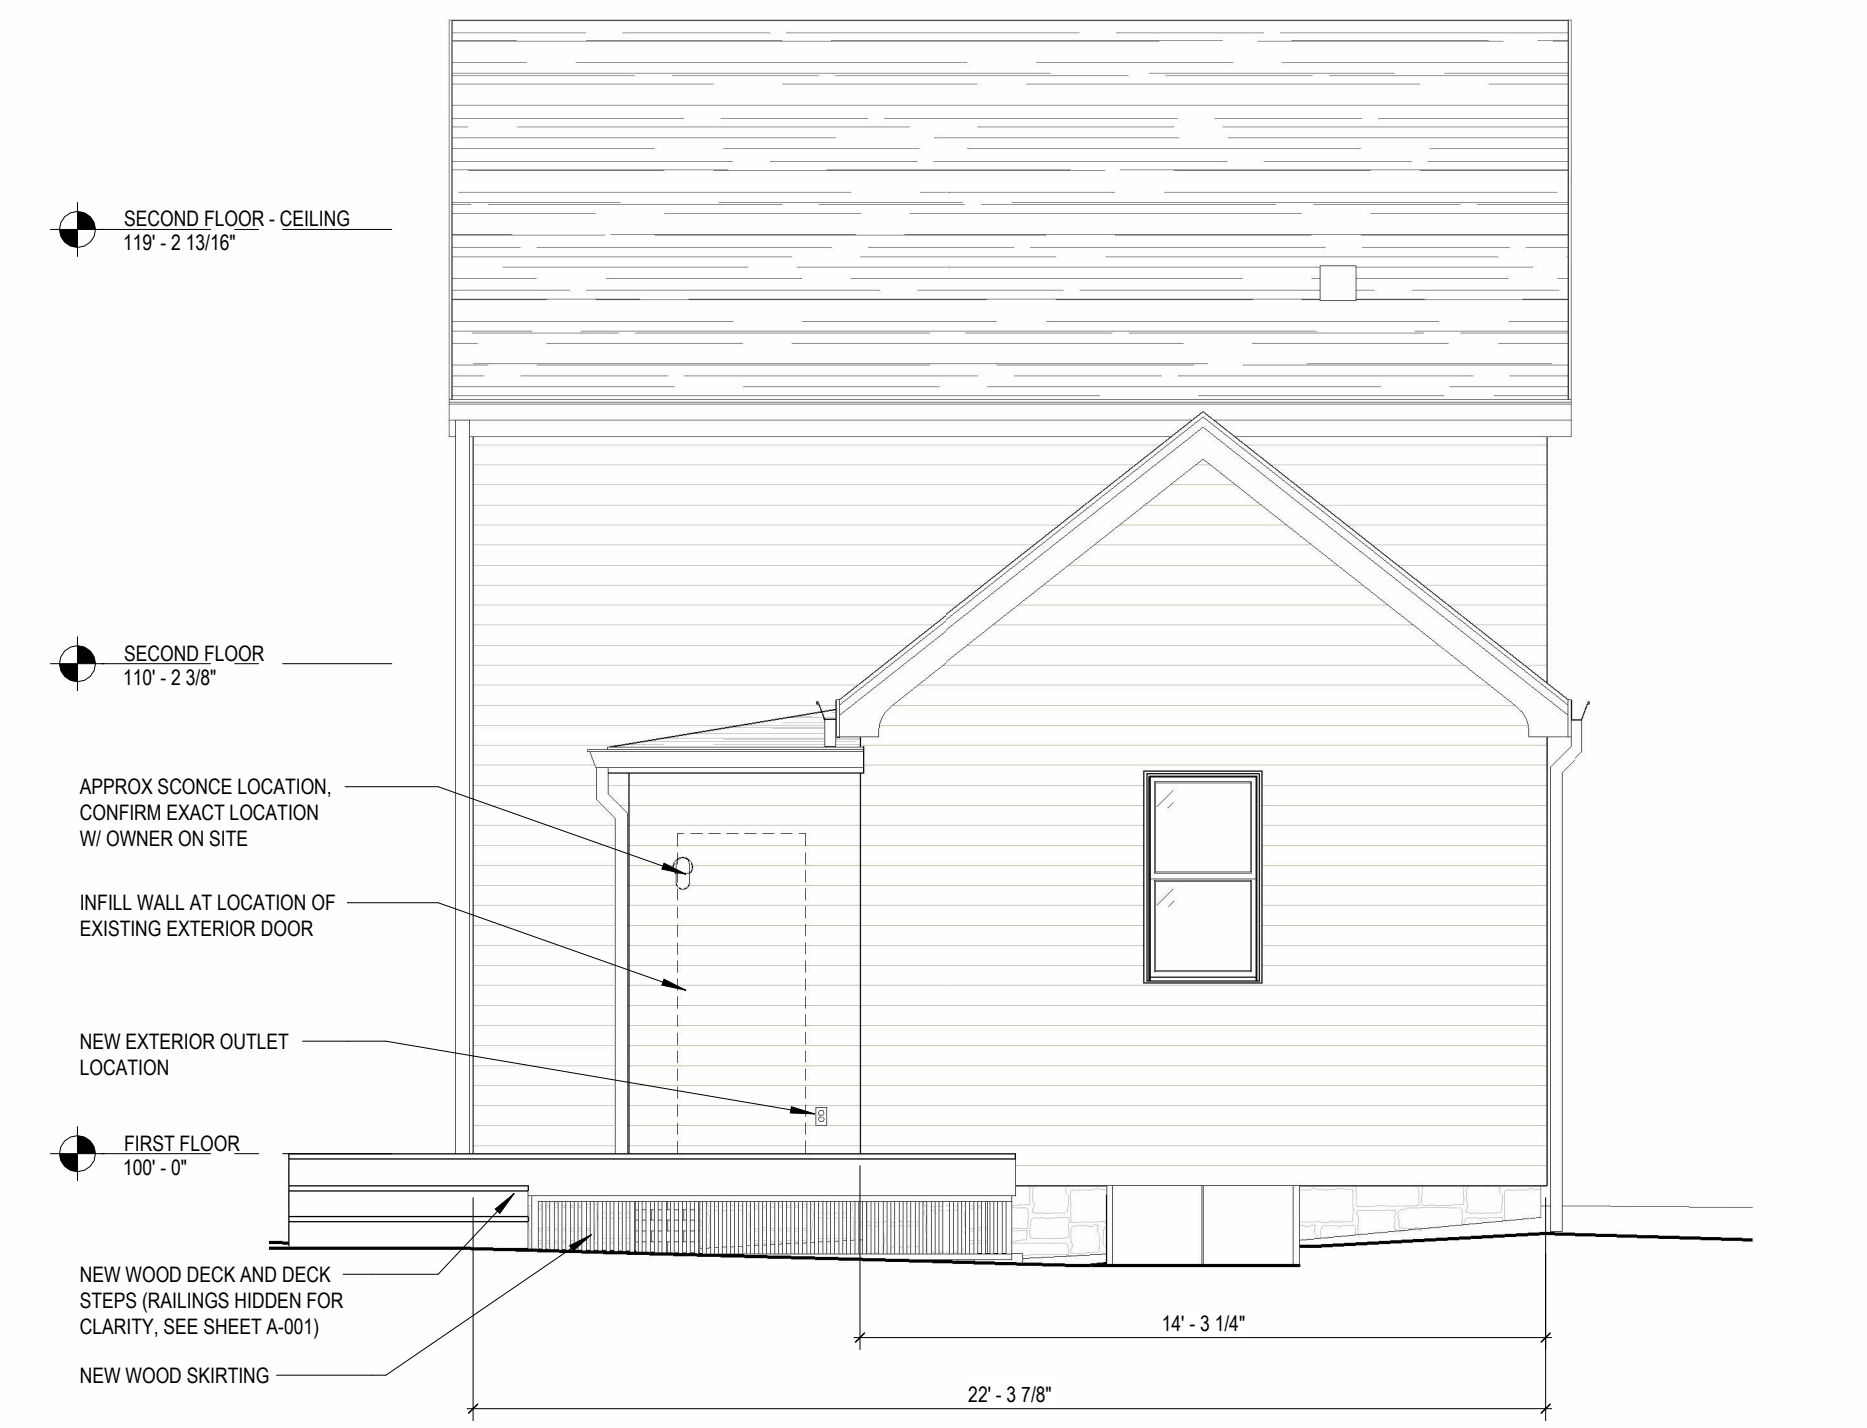 SECOND FLOOR - CEILING
119' - 2 13/16"
SECOND FLOOR
110' - 2 3/8"
APPROX SCONCE LOCATION,
CONFIRM EXACT LOCATION
W/ OWNER ON SITE
INFILL WALL AT LOCATION OF
EXISTING EXTERIOR DOOR
NEW EXTERIOR OUTLET
LOCATION
FIRST FLOOR
100' - 0"
NEW WOOD DECK AND DECK
STEPS (RAILINGS HIDDEN FOR
CLARITY, SEE SHEET A-001)
NEW WOOD SKIRTING
14' - 3 1/4"
22' - 3 7/8"